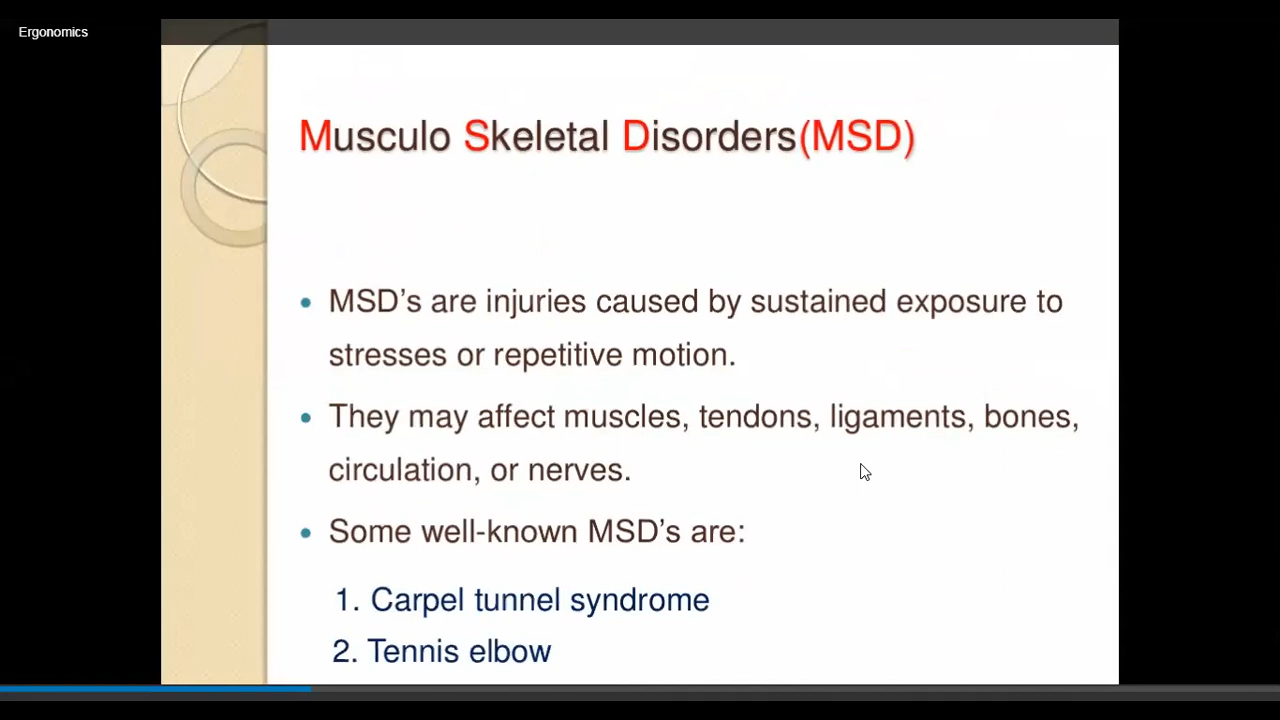 Ergonomics
Musculo Skeletal Disorders(MSD)
• MSD’s are injuries caused by sustained exposure to
stresses or repetitive motion.
• They may affect muscles, tendons, ligaments, bones,
circulation, or nerves.
• Some well-known MSD’s are:
1. Carpel tunnel syndrome
2. Tennis elbow